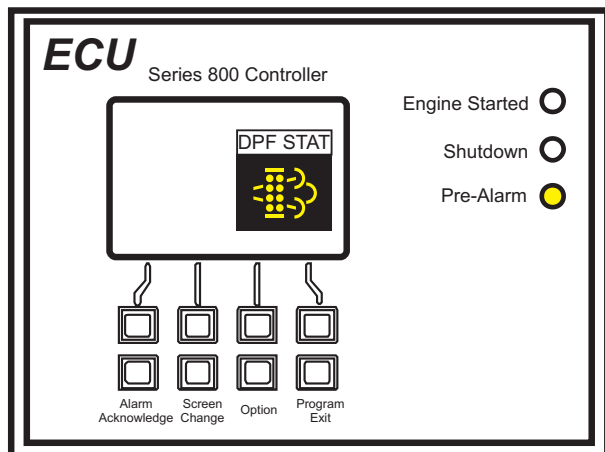 ECU
Series 800 Controller
DPF STAT
Engine Started
Shutdown
Pre-Alarm
Alarm
Acknowledge
Screen
Change
Option
Program
Exit